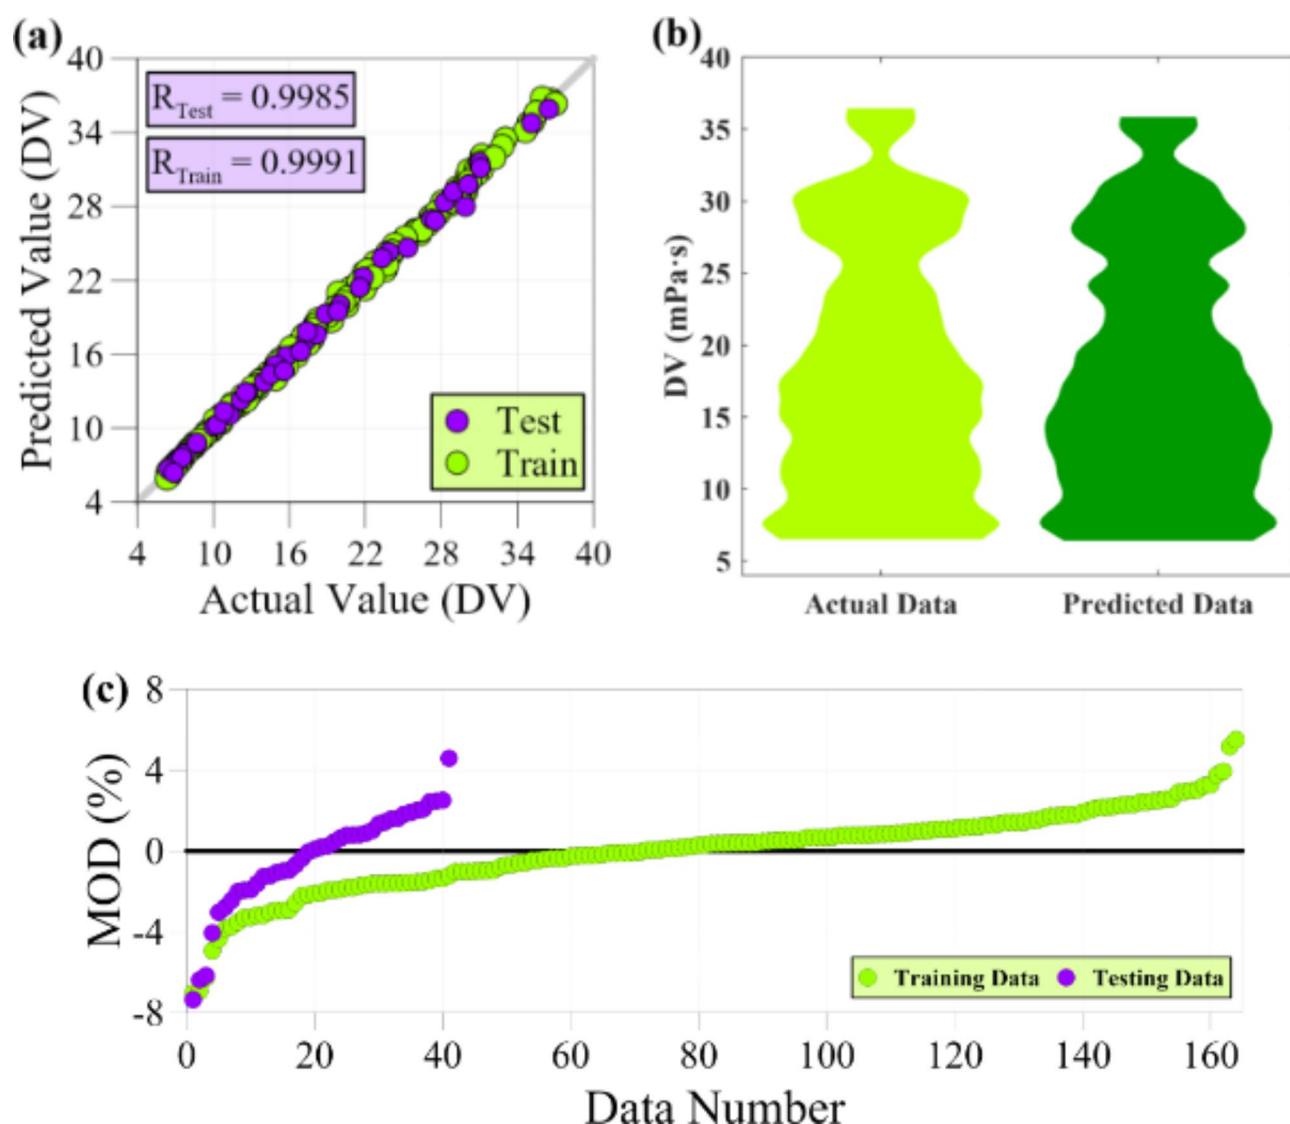 (a)
Predicted Value (DV)
40
34
28
22
16
10
4
R_Test = 0.9985
R_Train = 0.9991
Test
Train
4 10 16 22 28 34 40
Actual Value (DV)
(b)
DV (mPa·s)
40
35
30
25
20
15
10
5
Actual Data Predicted Data
(c)
MOD (%)
8
4
0
-4
-8
Training Data Testing Data
0 20 40 60 80 100 120 140 160
Data Number